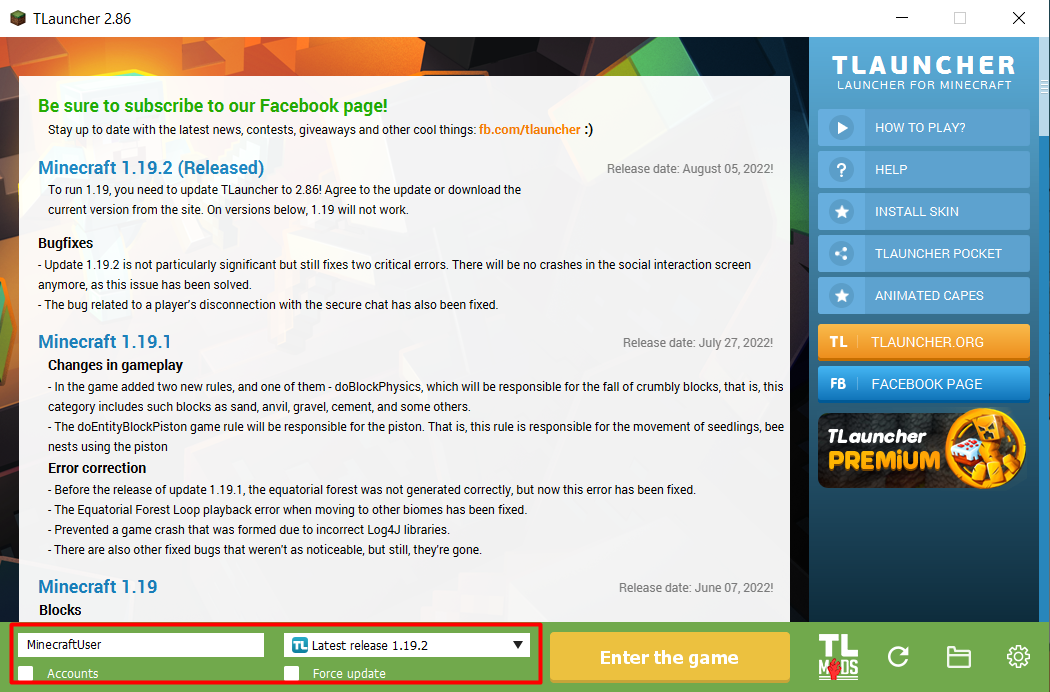 TLauncher 2.86
Be sure to subscribe to our Facebook page!
Stay up to date with the latest news, contests, giveaways and other cool things: fb.com/tlauncher :)
Minecraft 1.19.2 (Released)
Release date: August 05, 2022!
To run 1.19, you need to update TLauncher to 2.86! Agree to the update or download the
current version from the site. On versions below, 1.19 will not work.
Bugfixes
- Update 1.19.2 is not particularly significant but still fixes two critical errors. There will be no crashes in the social interaction screen
anymore, as this issue has been solved.
- The bug related to a player's disconnection with the secure chat has also been fixed.
Minecraft 1.19.1
Release date: July 27, 2022!
Changes in gameplay
- In the game added two new rules, and one of them - doBlockPhysics, which will be responsible for the fall of crumbly blocks, that is, this
category includes such blocks as sand, anvil, gravel, cement, and some others.
- The doEntityBlockPiston game rule will be responsible for the piston. That is, this rule is responsible for the movement of seedlings, bee
nests using the piston
Error correction
- Before the release of update 1.19.1, the equatorial forest was not generated correctly, but now this error has been fixed.
- The Equatorial Forest Loop playback error when moving to other biomes has been fixed.
- Prevented a game crash that was formed due to incorrect Log4J libraries.
- There are also other fixed bugs that weren't as noticeable, but still, they're gone.
Minecraft 1.19
Release date: June 07, 2022!
Blocks
TLAUNCHER
LAUNCHER FOR MINECRAFT
HOW TO PLAY?
? HELP
INSTALL SKIN
TLAUNCHER POCKET
ANIMATED CAPES
TL TLAUNCHER.ORG
FB FACEBOOK PAGE
TLauncher
PREMiUM
MinecraftUser
TL Latest release 1.19.2
Accounts
Force update
Enter the game
TL
MODS